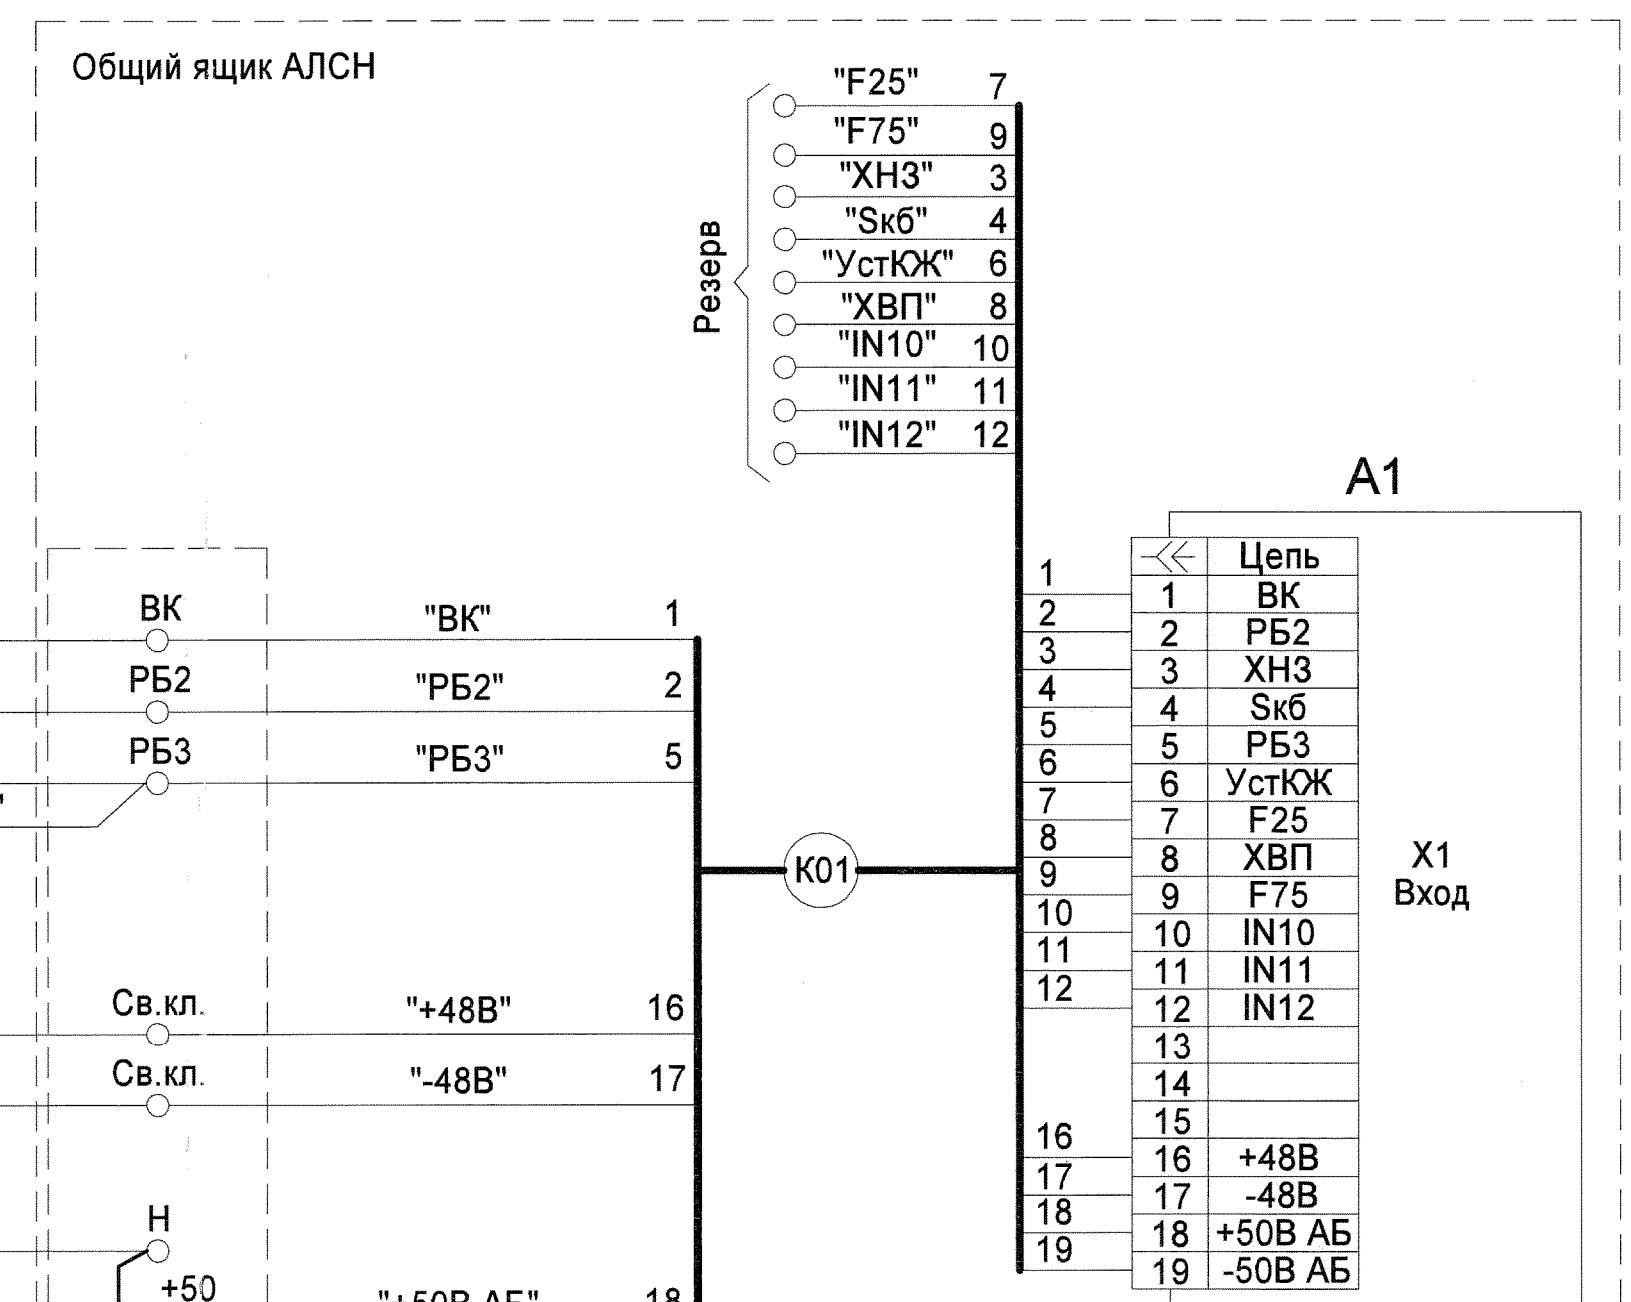 Общий ящик АЛСН
"F25" 7
"F75" 9
"ХНЗ" 3
"Sкб" 4
"УстКЖ" 6
"ХВП" 8
"IN10" 10
"IN11" 11
"IN12" 12
Резерв
А1
Цепь
1 1 ВК
2 2 РБ2
3 3 ХНЗ
4 4 Sкб
5 5 РБ3
6 6 УстКЖ
7 7 F25
8 8 ХВП
9 9 F75
10 10 IN10
11 11 IN11
12 12 IN12
13
14
15
16 16 +48В
17 17 -48В
18 18 +50В АБ
19 19 -50В АБ
Х1
Вход
К01
ВК "ВК" 1
РБ2 "РБ2" 2
РБ3 "РБ3" 5
"
Св.кл. "+48В" 16
Св.кл. "-48В" 17
Н
+50
"+50В АБ" 18